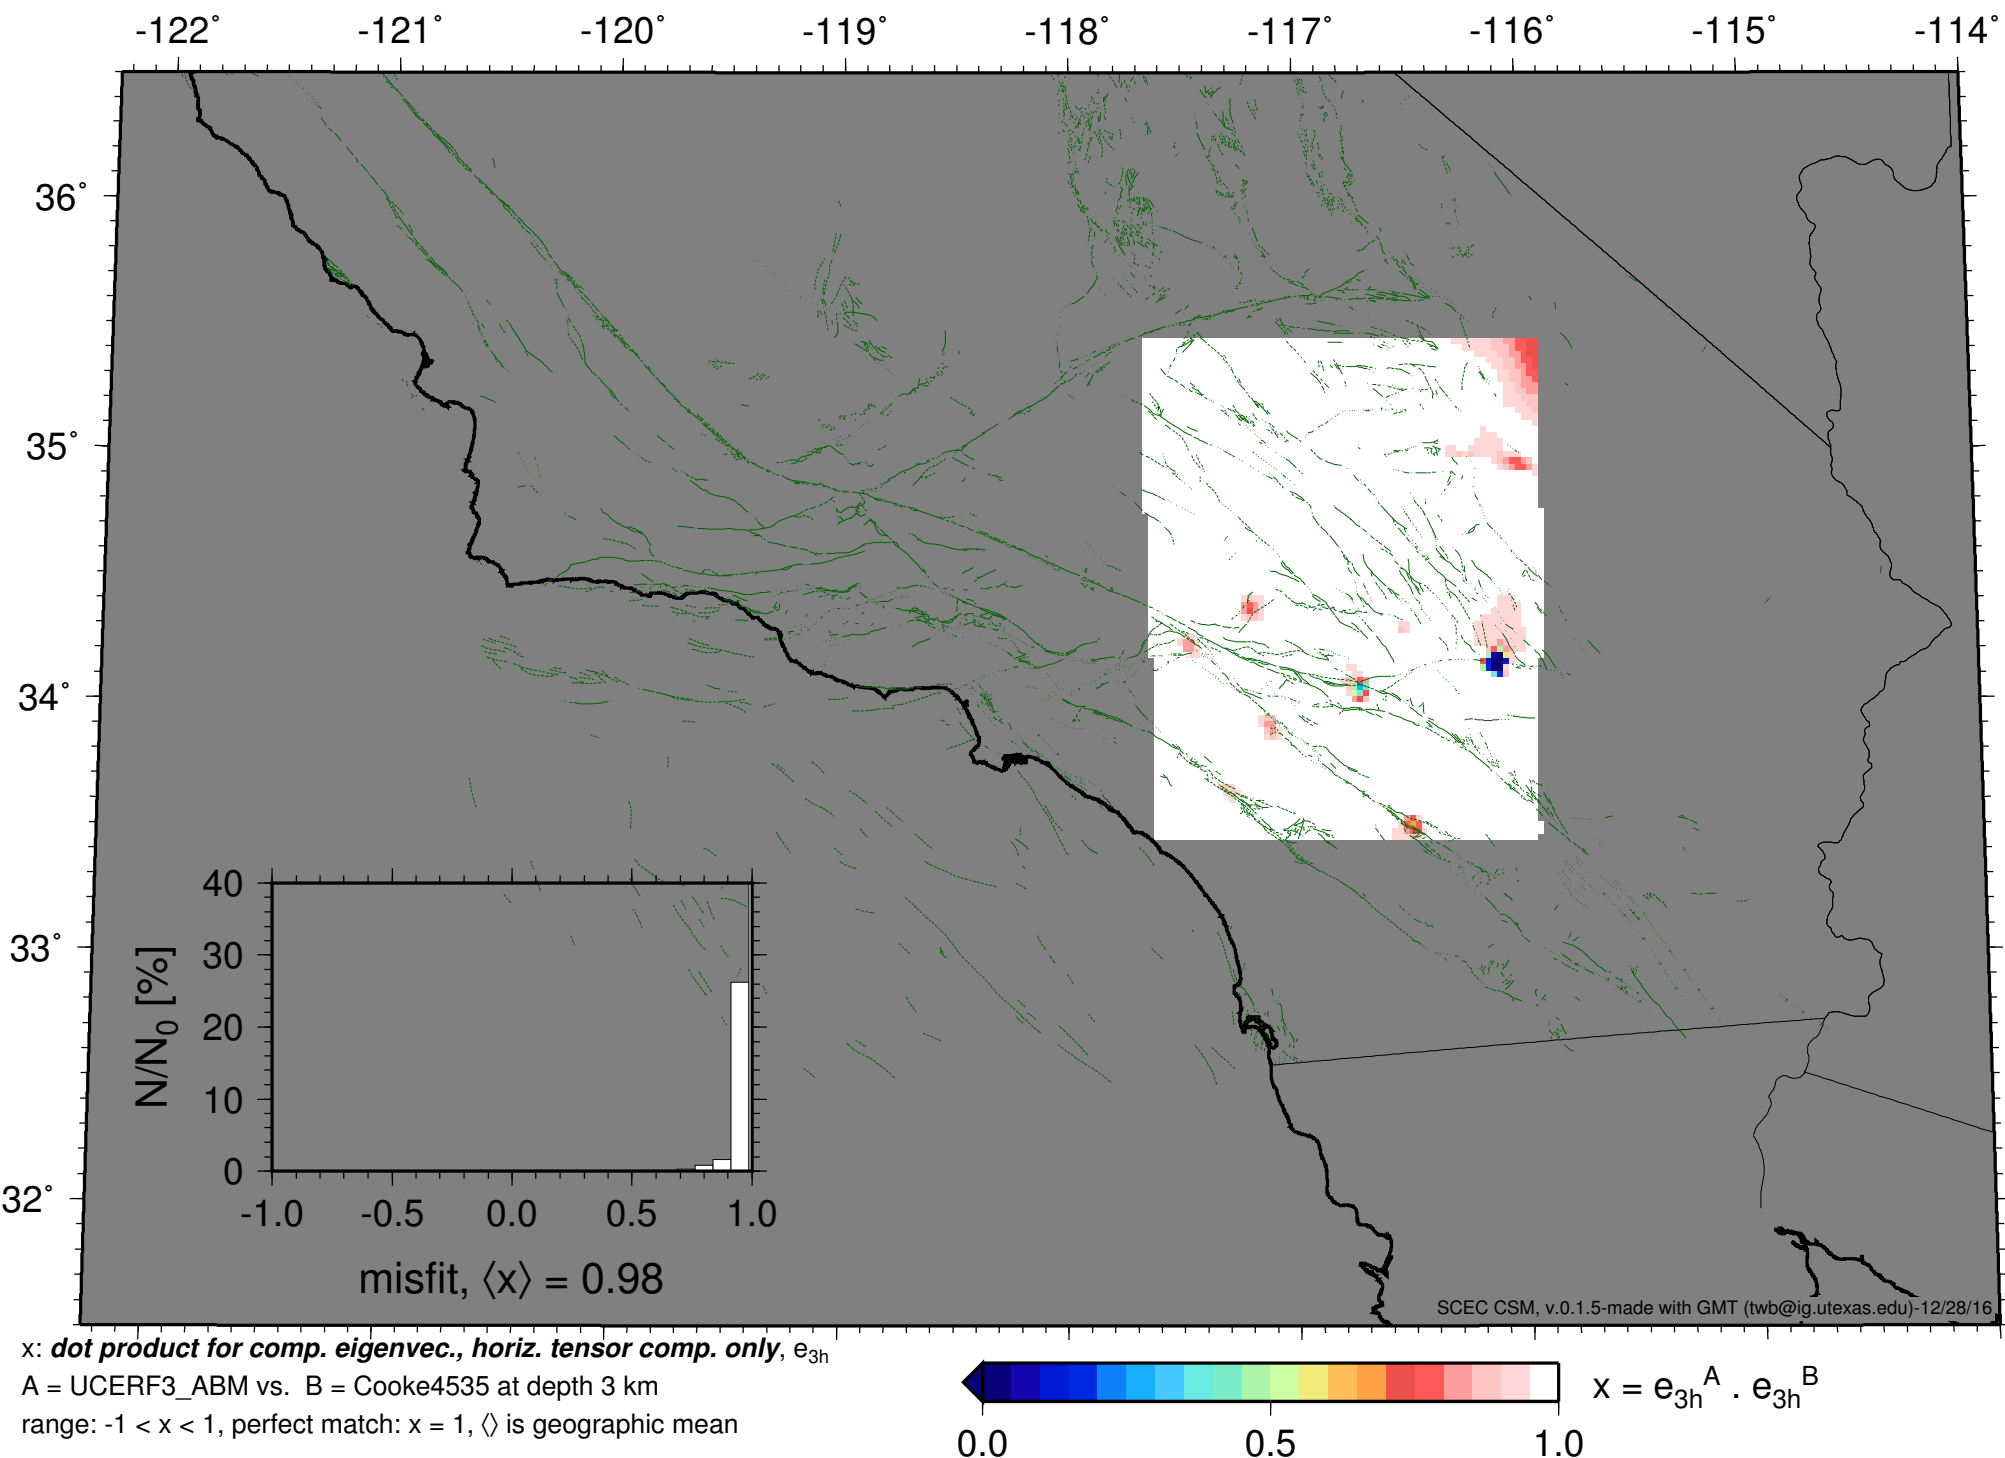 -122˚ -121˚ -120˚ -119˚ -118˚ -117˚ -116˚ -115˚ -114˚
36˚
35˚
34˚
33˚
32˚
40
30
20
10
0
N/N0 [%]
-1.0 -0.5 0.0 0.5 1.0
misfit, ⟨x⟩ = 0.98
SCEC CSM, v.0.1.5-made with GMT (twb@ig.utexas.edu)-12/28/16
x: dot product for comp. eigenvec., horiz. tensor comp. only, e3h
A = UCERF3_ABM vs. B = Cooke4535 at depth 3 km
range: -1 < x < 1, perfect match: x = 1, ⟨⟩ is geographic mean
x = e3h^A . e3h^B
0.0 0.5 1.0